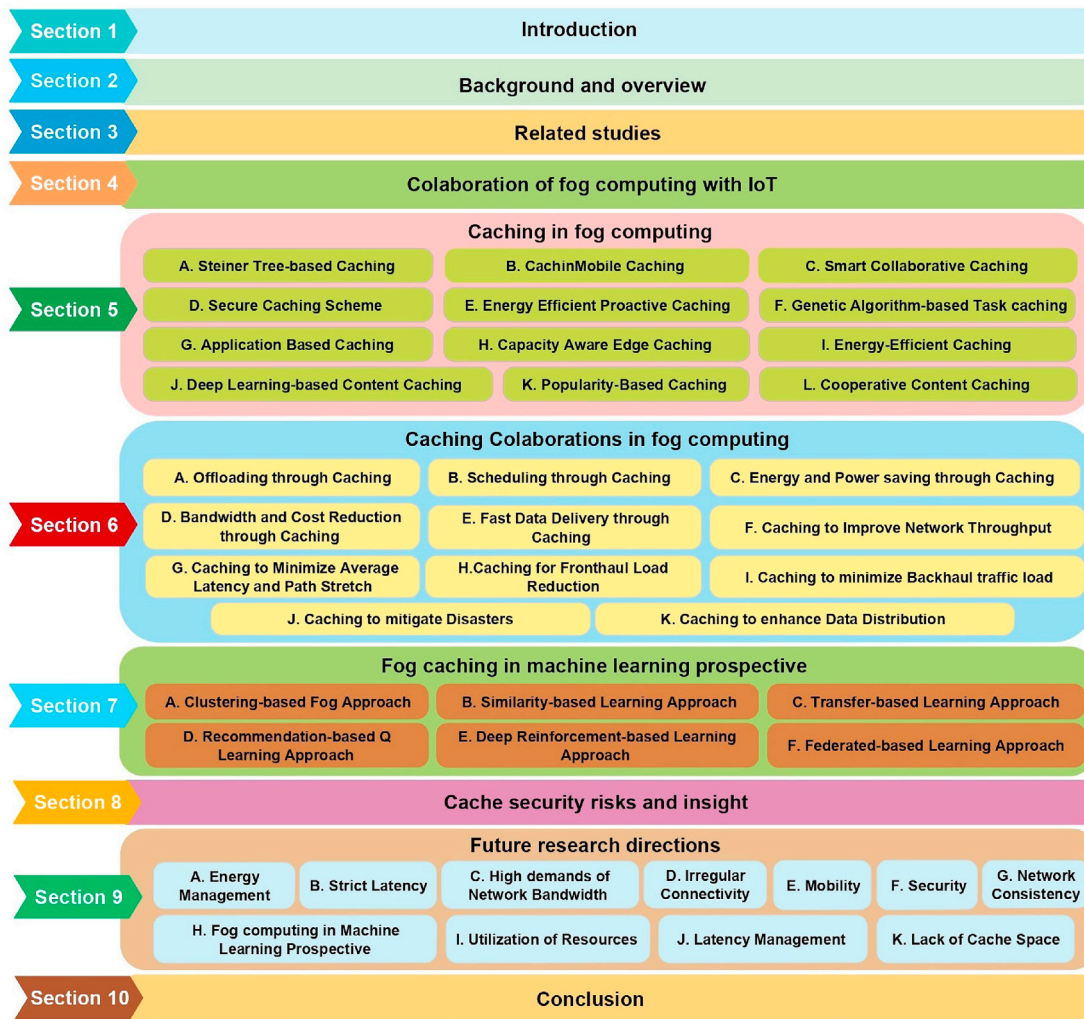 Section 1
Introduction
Section 2
Background and overview
Section 3
Related studies
Section 4
Colaboration of fog computing with IoT
Section 5
Caching in fog computing
A. Steiner Tree-based Caching
B. CachinMobile Caching
C. Smart Collaborative Caching
D. Secure Caching Scheme
E. Energy Efficient Proactive Caching
F. Genetic Algorithm-based Task caching
G. Application Based Caching
H. Capacity Aware Edge Caching
I. Energy-Efficient Caching
J. Deep Learning-based Content Caching
K. Popularity-Based Caching
L. Cooperative Content Caching
Section 6
Caching Colaborations in fog computing
A. Offloading through Caching
B. Scheduling through Caching
C. Energy and Power saving through Caching
D. Bandwidth and Cost Reduction
through Caching
E. Fast Data Delivery through
Caching
F. Caching to Improve Network Throughput
G. Caching to Minimize Average
Latency and Path Stretch
H.Caching for Fronthaul Load
Reduction
I. Caching to minimize Backhaul traffic load
J. Caching to mitigate Disasters
K. Caching to enhance Data Distribution
Section 7
Fog caching in machine learning prospective
A. Clustering-based Fog Approach
B. Similarity-based Learning Approach
C. Transfer-based Learning Approach
D. Recommendation-based Q
Learning Approach
E. Deep Reinforcement-based Learning
Approach
F. Federated-based Learning Approach
Section 8
Cache security risks and insight
Section 9
Future research directions
A. Energy
Management
B. Strict Latency
C. High demands of
Network Bandwidth
D. Irregular
Connectivity
E. Mobility
F. Security
G. Network
Consistency
H. Fog computing in Machine
Learning Prospective
I. Utilization of Resources
J. Latency Management
K. Lack of Cache Space
Section 10
Conclusion